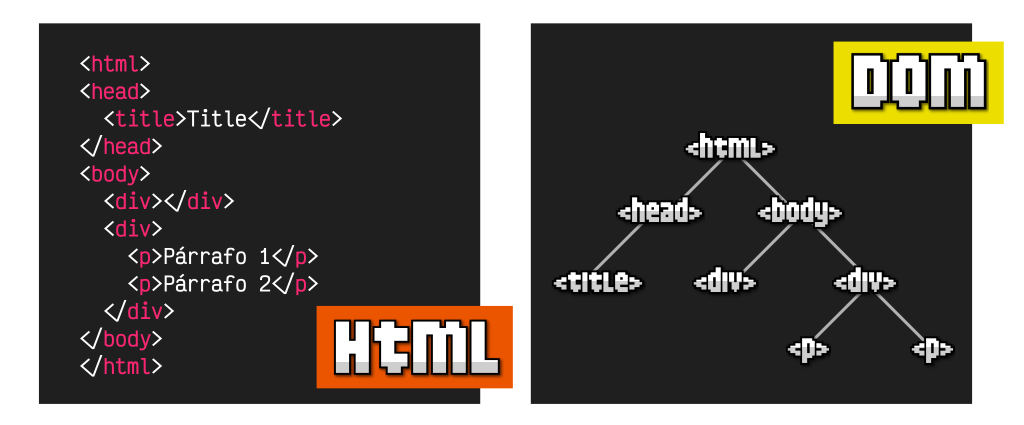 <html>
<head>
<title>Title</title>
</head>
<body>
<div></div>
<div>
<p>Párrafo 1</p>
<p>Párrafo 2</p>
</div>
</body>
</html>
HTML
DOM
<html>
<head> <body>
<title> <div> <div>
<p> <p>